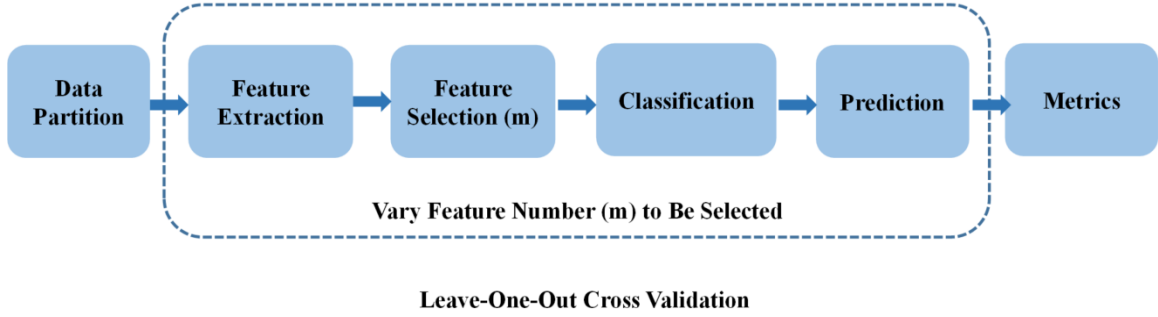 Data
Partition
Feature
Extraction
Feature
Selection (m)
Classification
Prediction
Metrics
Vary Feature Number (m) to Be Selected
Leave-One-Out Cross Validation